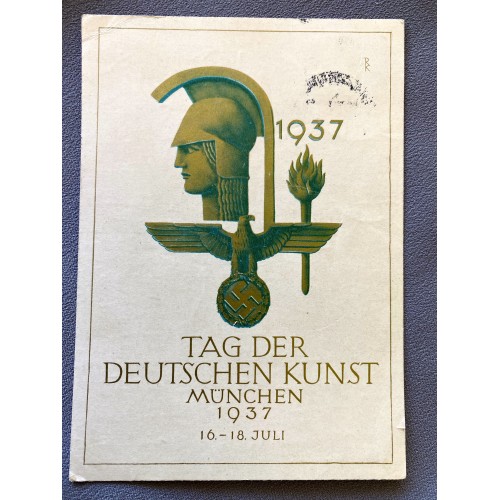 1937
TAG DER
DEUTSCHEN KUNST
MÜNCHEN
1937
16.–18. JULI